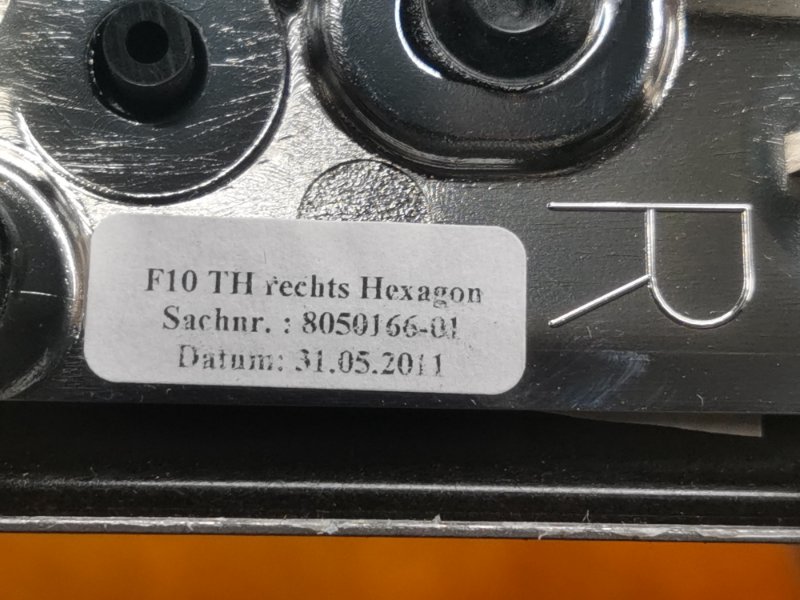 F10 TH rechts Hexagon
Sachnr. : 8050166-01
Datum: 31.05.2011
R